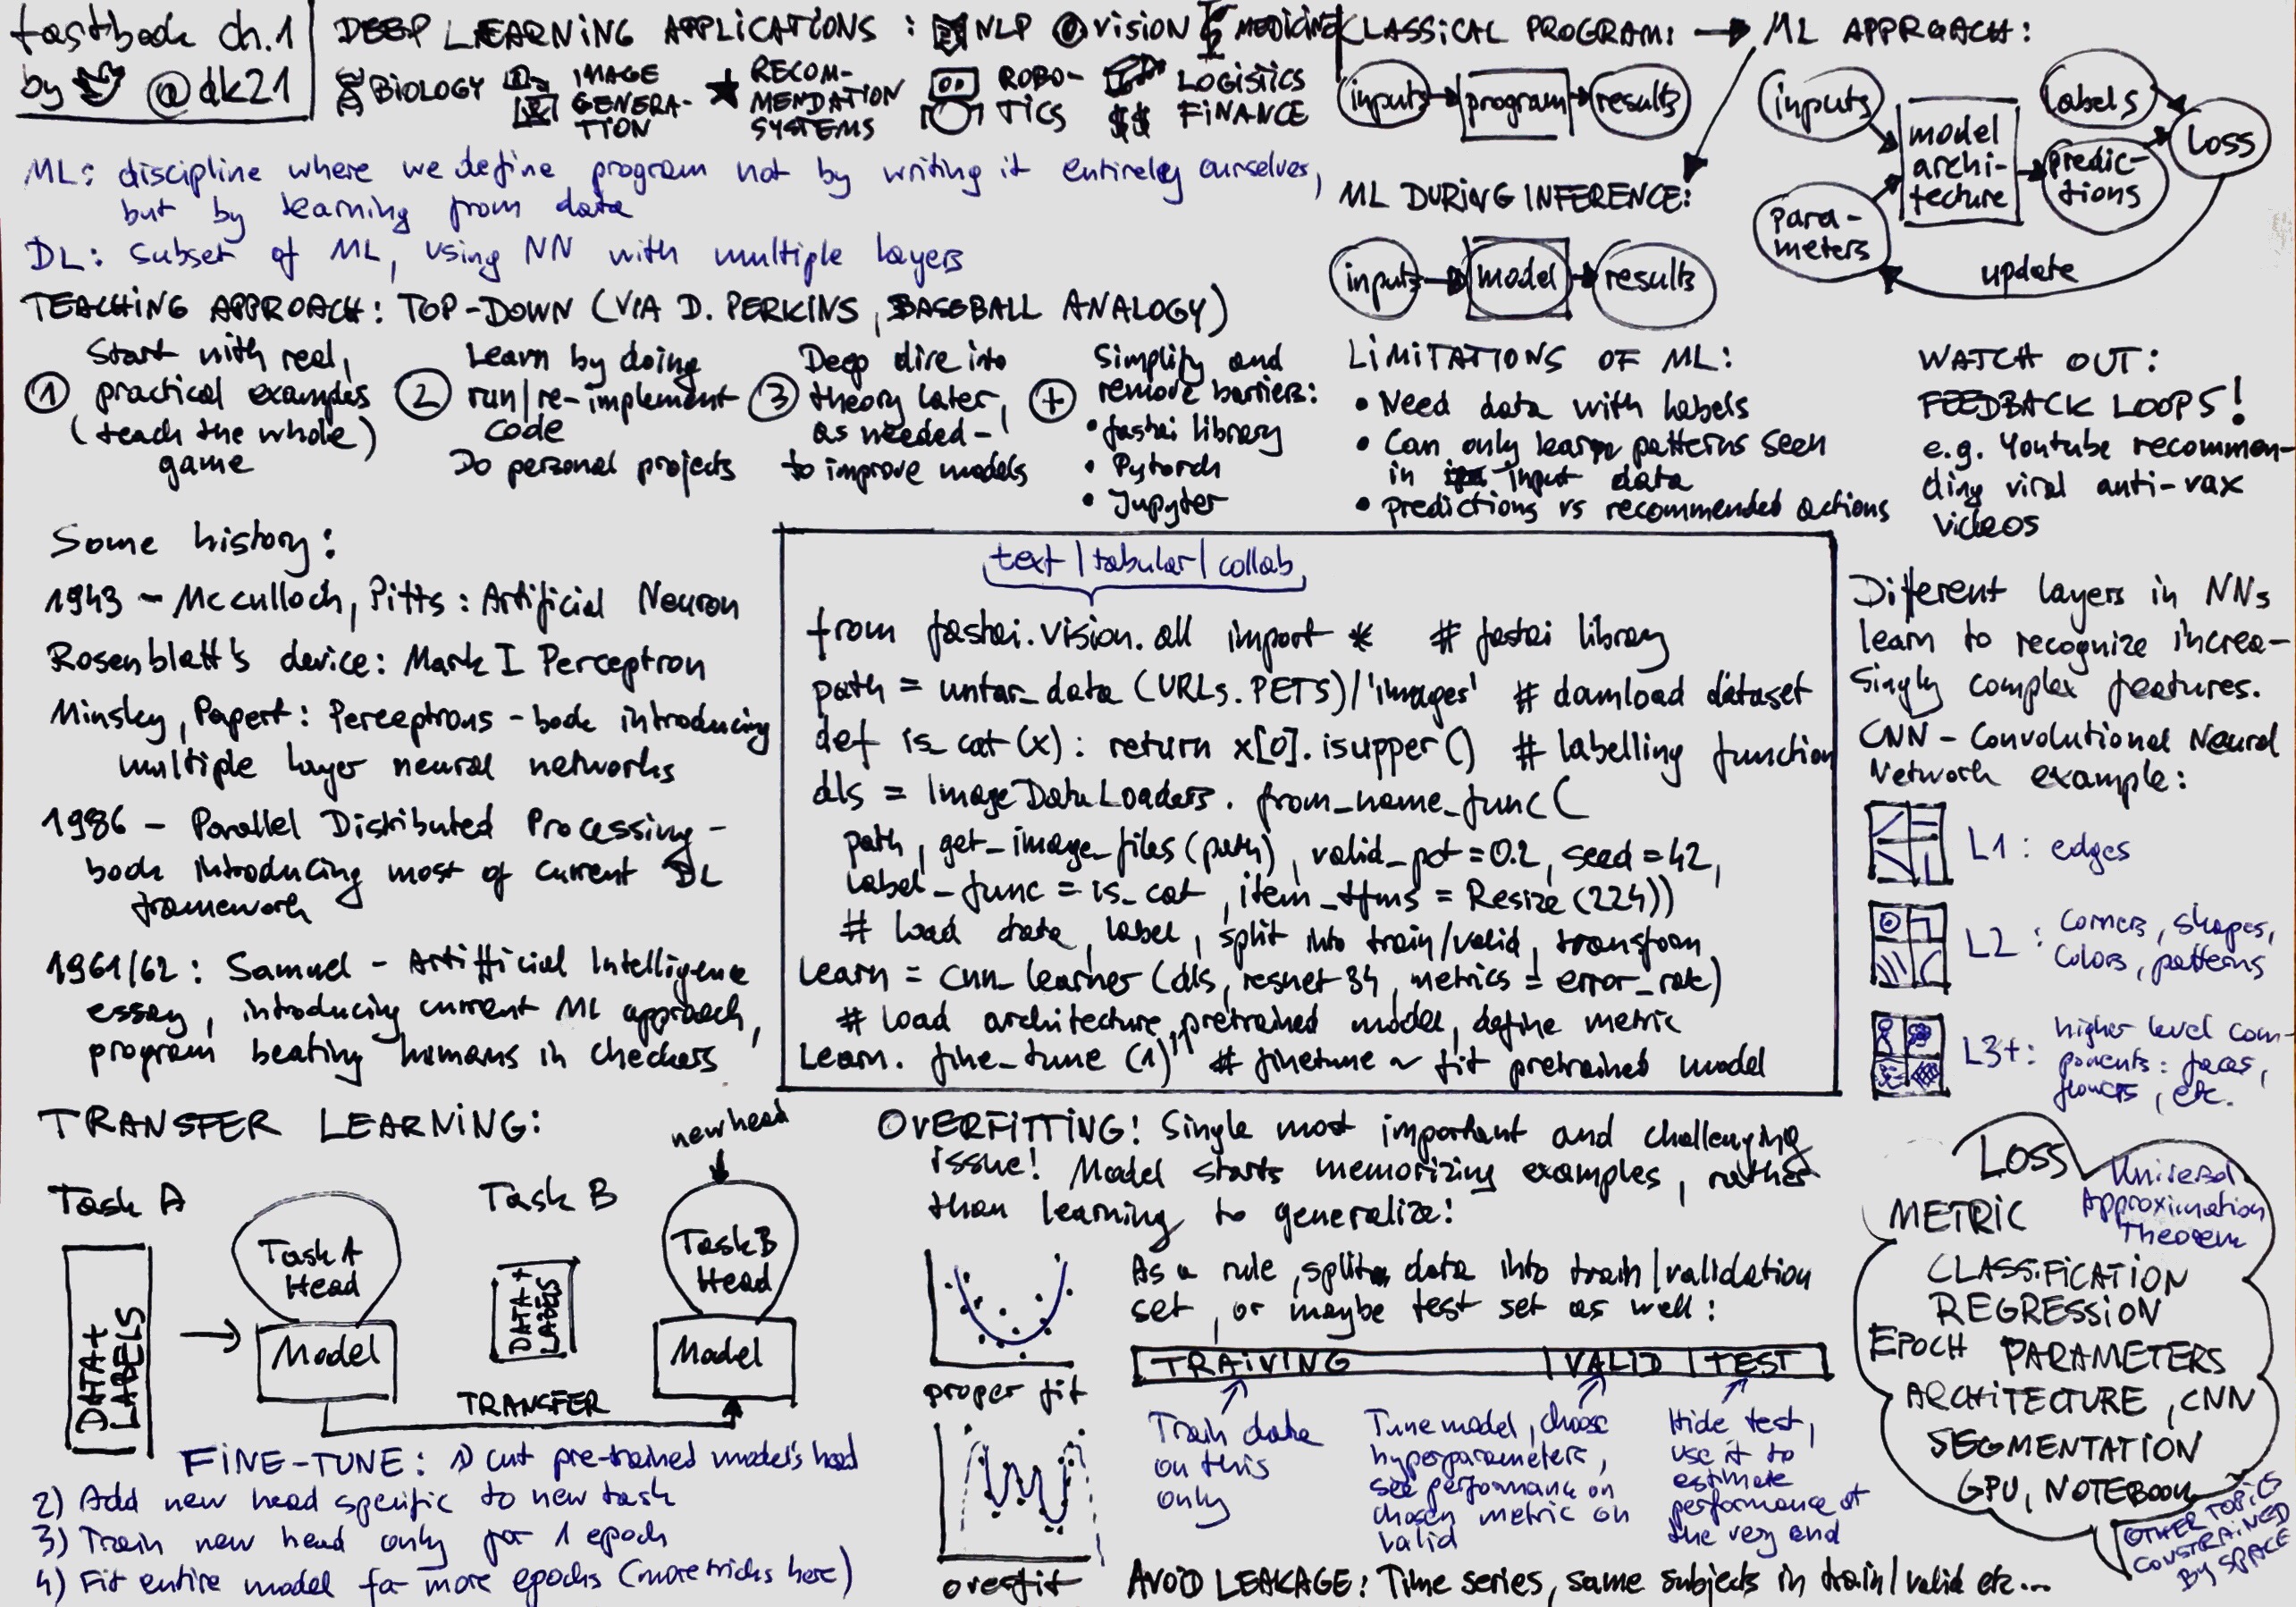 fastbook ch.1
by @dk21
DEEP LEARNING APPLICATIONS : NLP VISION MEDICINE
BIOLOGY IMAGE GENERA-TION RECOM-MENDATION SYSTEMS ROBO-TICS LOGISTICS FINANCE
$$
ML: discipline where we define program not by writing it entirely ourselves,
but by learning from data
DL: Subset of ML, using NN with multiple layers
CLASSICAL PROGRAM:
inputs program results
ML APPROACH:
inputs
para-meters
model archi-tecture
labels
predic-tions
Loss
update
ML DURING INFERENCE:
inputs model results
TEACHING APPROACH: TOP-DOWN (VIA D. PERKINS, BASEBALL ANALOGY)
1 Start with real,
practical examples
(teach the whole)
game
2 Learn by doing
run/re-implement
code
Do personal projects
3 Deep dive into
theory later,
as needed -
to improve models
+ Simplify and
remove barriers:
• fastai library
• Pytorch
• Jupyter
LIMITATIONS OF ML:
• Need data with labels
• Can only learn patterns seen
in input data
• predictions vs recommended actions
WATCH OUT:
FEEDBACK LOOPS!
e.g. Youtube recommen-
ding viral anti-vax
videos
Some history:
1943 - McCulloch, Pitts: Artificial Neuron
Rosenblatt's device: Mark I Perceptron
Minsky, Papert: Perceptrons - book introducing
multiple layer neural networks
1986 - Parallel Distributed Processing -
book introducing most of current DL
framework
1961/62: Samuel - Artifficial Intelligence
essay, introducing current ML approach,
program beating humans in checkers
text | tabular | collab
from fastai.vision.all import * # fastai library
path = untar_data (URLs.PETS)/'images' # download dataset
def is_cat(x): return x[0].isupper() # labelling function
dls = ImageDataLoaders.from_name_func(
path, get_image_files(path), valid_pct=0.2, seed=42,
label_func = is_cat, item_tfms = Resize(224))
# load data, label, split into train/valid, transform
learn = cnn_learner (dls, resnet34, metrics = error_rate)
# load architecture, pretrained model, define metric
learn.fine_tune (1) # finetune ~ fit pretrained model
Different layers in NNs
learn to recognize increa-
singly complex features.
CNN - Convolutional Neural
Network example:
L1: edges
L2: Corners, shapes,
colors, patterns
L3+: higher level com-
ponents: faces,
flowers, etc.
TRANSFER LEARNING:
Task A
DATA + LABELS
Task A Head
Model
Task B
DATA + LABELS
new head
Task B Head
Model
TRANSFER
FINE-TUNE: 1) Cut pre-trained model's head
2) Add new head specific to new task
3) Train new head only for 1 epoch
4) Fit entire model for more epochs (more tricks here)
OVERFITTING! Single most important and challenging
issue! Model starts memorizing examples, rather
than learning to generalize!
proper fit
overfit
As a rule, split data into train/validation
set, or maybe test set as well:
TRAINING | VALID | TEST
Train data
on this
only
Tune model, choose
hyperparameters,
see performance on
chosen metric on
valid
Hide test,
use it to
estimate
performance at
the very end
AVOID LEAKAGE: Time series, same subjects in train/valid etc...
LOSS
METRIC
Universal
Approximation
Theorem
CLASSIFICATION
REGRESSION
EPOCH PARAMETERS
ARCHITECTURE, CNN
SEGMENTATION
GPU, NOTEBOOK
OTHER TOPICS
CONSTRAINED
BY SPACE